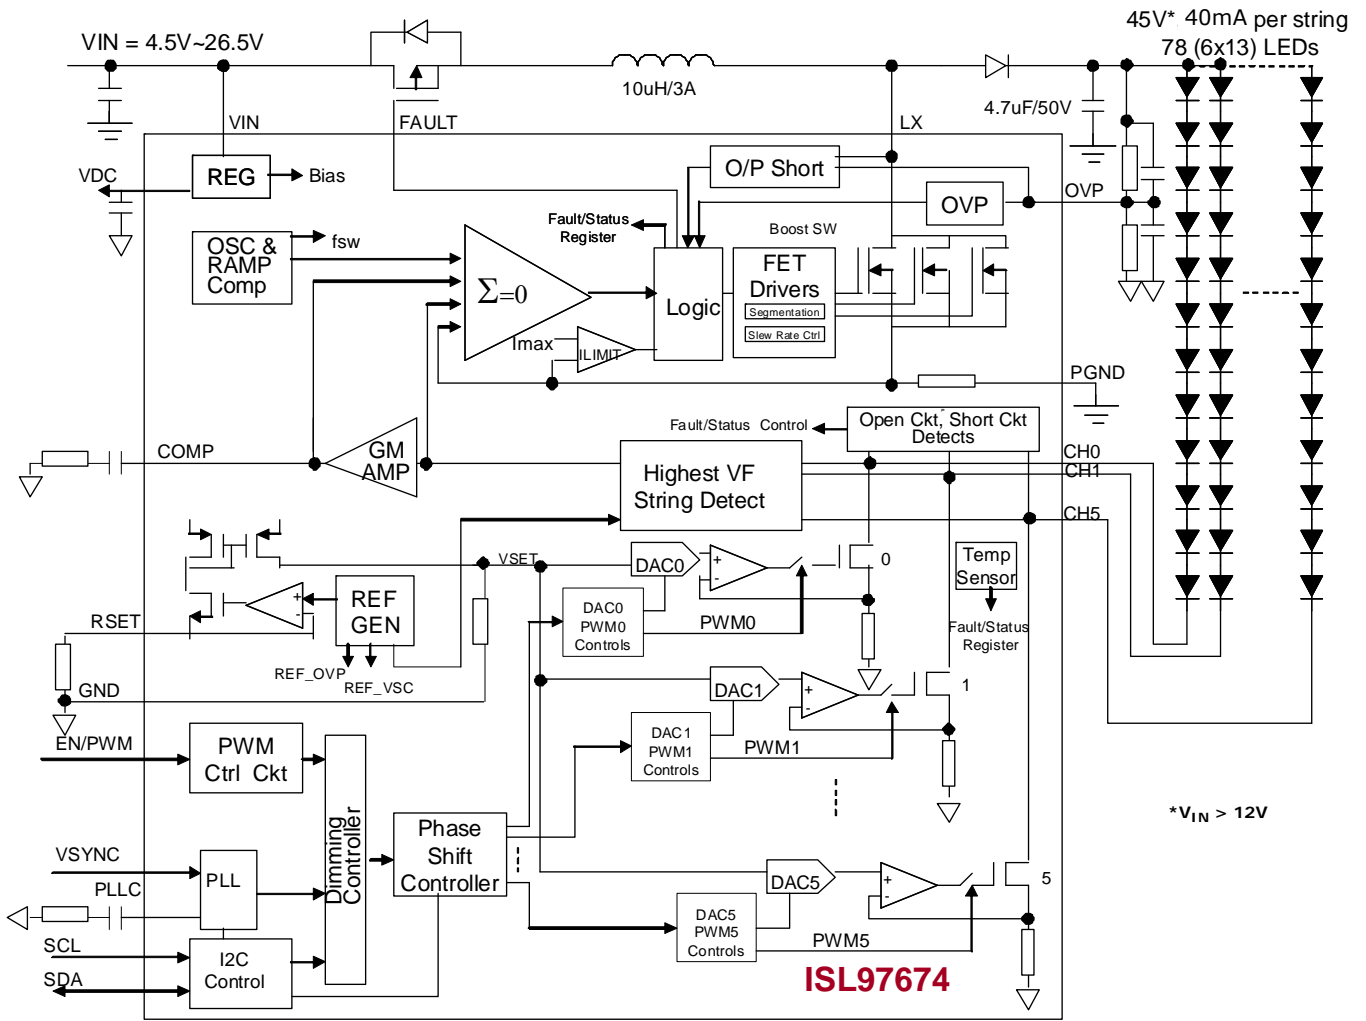 45V* 40mA per string
78 (6x13) LEDs
VIN = 4.5V~26.5V
10uH/3A
4.7uF/50V
VIN
FAULT
LX
VDC
REG
Bias
O/P Short
OVP
OVP
OSC &
RAMP
Comp
fsw
Fault/Status
Register
Boost SW
Σ=0
Logic
FET
Drivers
Segmentation
Slew Rate Ctrl
Imax
ILIMIT
PGND
Fault/Status Control
Open Ckt, Short Ckt
Detects
COMP
GM
AMP
Highest VF
String Detect
CH0
CH1
CH5
VSET
DAC0
+
-
0
Temp
Sensor
Fault/Status
Register
RSET
+
-
REF
GEN
DAC0
PWM0
Controls
PWM0
REF_OVP
REF_VSC
GND
DAC1
+
-
1
EN/PWM
PWM
Ctrl Ckt
DAC1
PWM1
Controls
PWM1
*VIN > 12V
Dimming
Controller
Phase
Shift
Controller
VSYNC
PLL
PLLC
DAC5
+
-
5
DAC5
PWM5
Controls
PWM5
SCL
SDA
I2C
Control
ISL97674